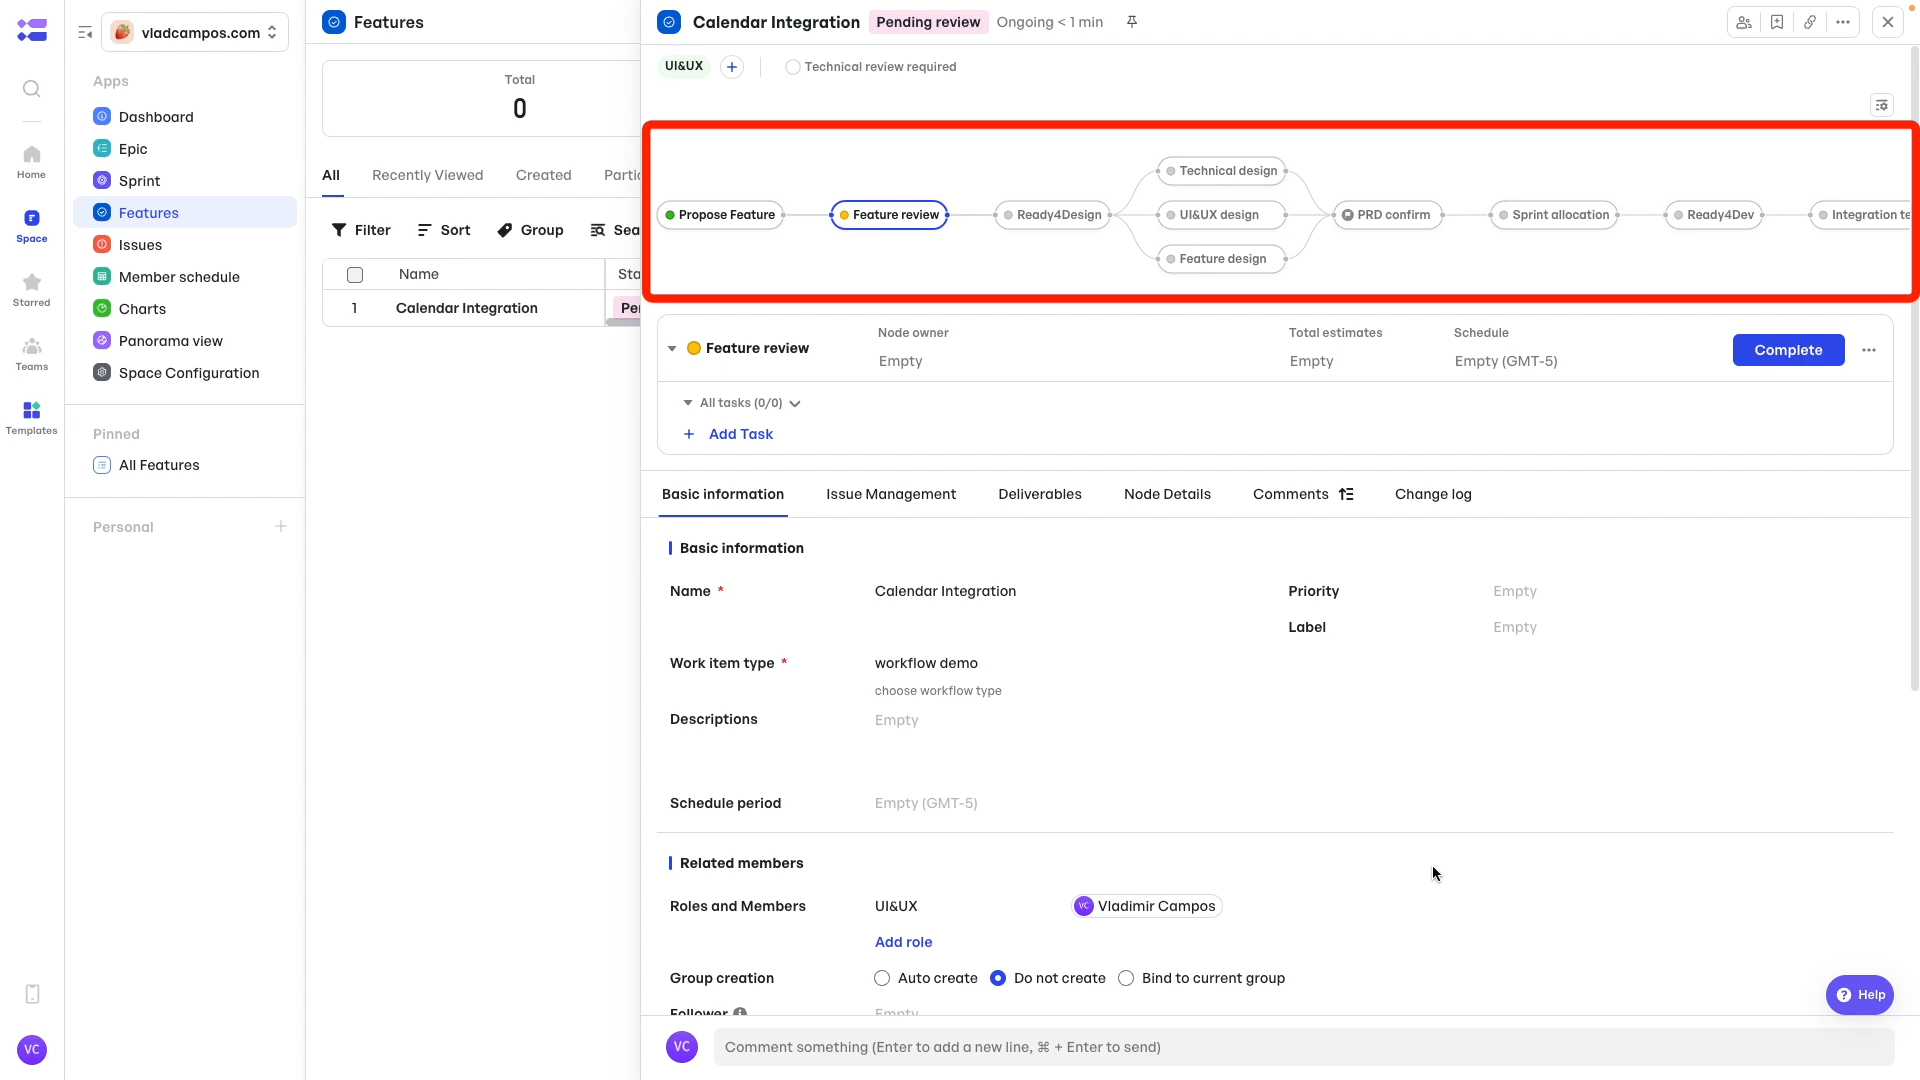 vladcampos.com
Home
Space
Starred
Teams
Templates
VC
Apps
Dashboard
Epic
Sprint
Features
Issues
Member schedule
Charts
Panorama view
Space Configuration
Pinned
All Features
Personal
Features
Total
0
All Recently Viewed Created
Filter Sort Group
Name
1 Calendar Integration
Calendar Integration Pending review Ongoing < 1 min
UI&UX Technical review required
Technical design
Propose Feature Feature review Ready4Design UI&UX design PRD confirm Sprint allocation Ready4Dev Integration
Feature design
Feature review
Node owner Total estimates Schedule
Empty Empty Empty (GMT-5)
Complete
All tasks (0/0)
+ Add Task
Basic information Issue Management Deliverables Node Details Comments Change log
Basic information
Name * Calendar Integration Priority Empty
Label Empty
Work item type * workflow demo
choose workflow type
Descriptions Empty
Schedule period Empty (GMT-5)
Related members
Roles and Members UI&UX VC Vladimir Campos
Add role
Group creation Auto create Do not create Bind to current group
Follower Empty
Help
VC Comment something (Enter to add a new line, ⌘ + Enter to send)